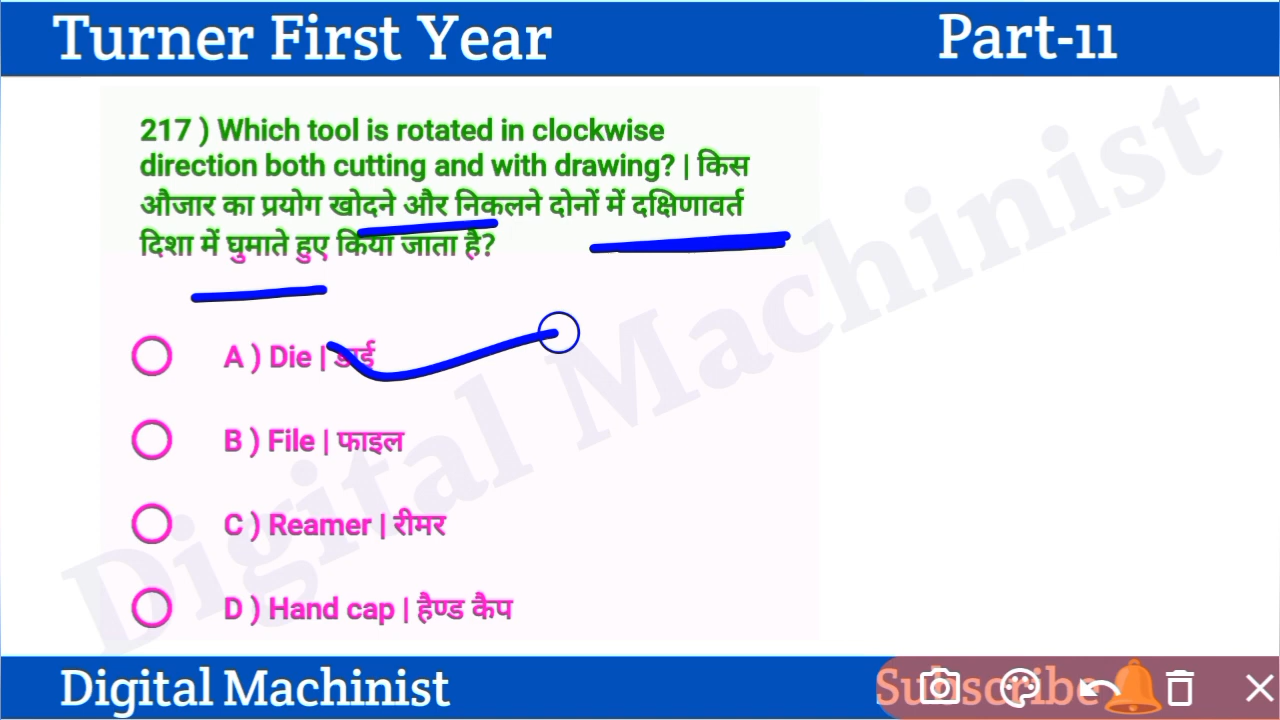 Turner First Year
Part-11
217 ) Which tool is rotated in clockwise
direction both cutting and with drawing? | किस
औजार का प्रयोग खोदने और निकलने दोनों में दक्षिणावर्त
दिशा में घुमाते हुए किया जाता है?
A ) Die | डाई
B ) File | फाइल
C ) Reamer | रीमर
D ) Hand cap | हैण्ड कैप
Digital Machinist
Digital Machinist
Subscribe